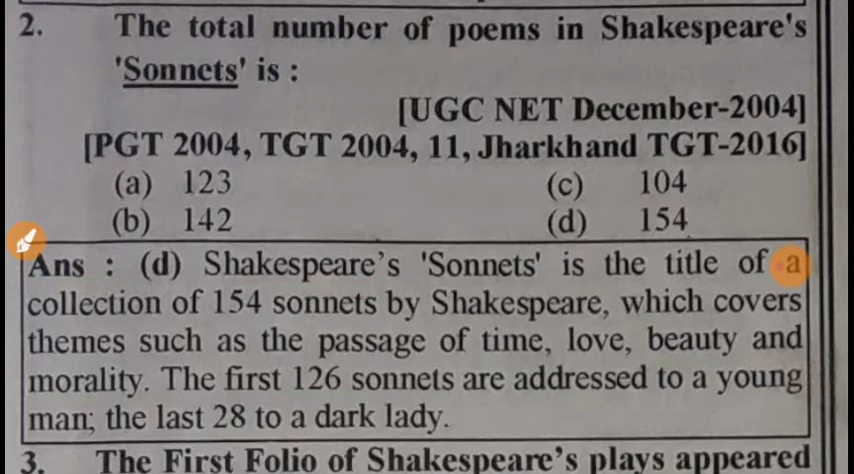 2. The total number of poems in Shakespeare's
'Sonnets' is :
[UGC NET December-2004]
[PGT 2004, TGT 2004, 11, Jharkhand TGT-2016]
(a) 123 (c) 104
(b) 142 (d) 154
Ans : (d) Shakespeare's 'Sonnets' is the title of a
collection of 154 sonnets by Shakespeare, which covers
themes such as the passage of time, love, beauty and
morality. The first 126 sonnets are addressed to a young
man; the last 28 to a dark lady.
3. The First Folio of Shakespeare's plays appeared